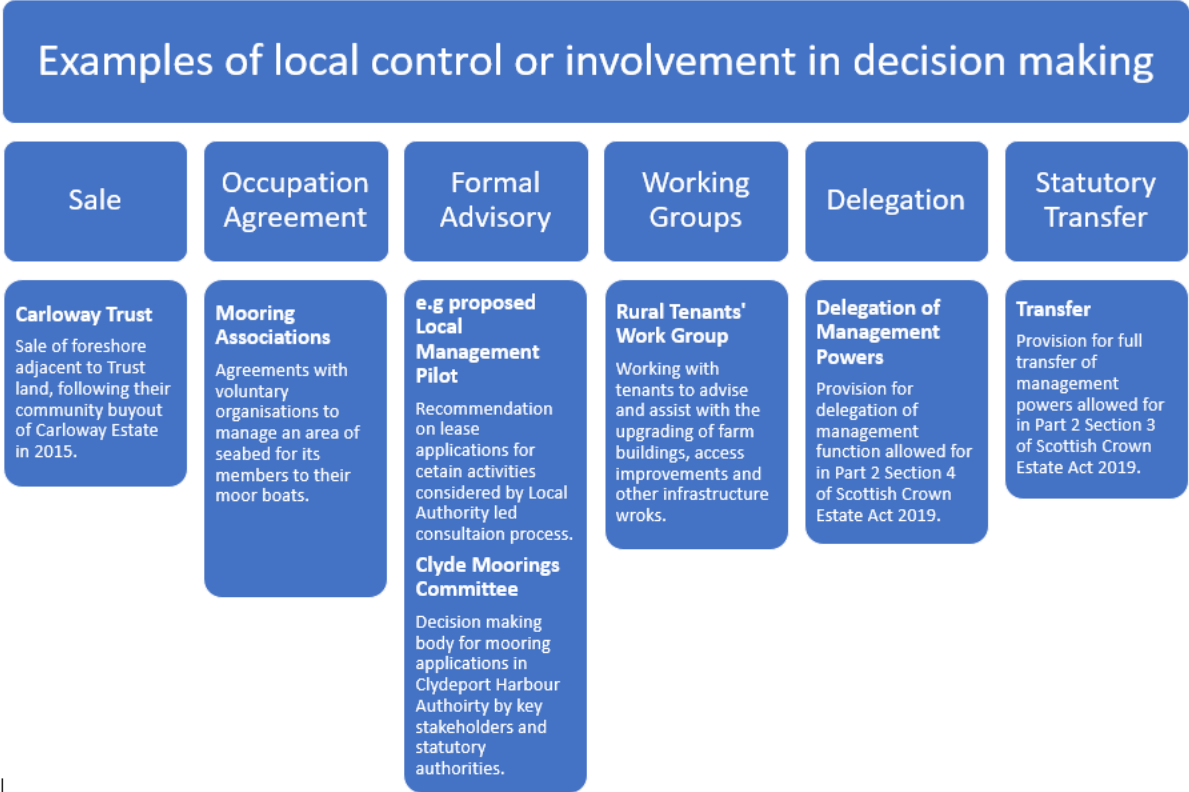 Examples of local control or involvement in decision making
Sale
Carloway Trust
Sale of foreshore
adjacent to Trust
land, following their
community buyout
of Carloway Estate
in 2015.
Occupation
Agreement
Mooring
Associations
Agreements with
voluntary
organisations to
manage an area of
seabed for its
members to their
moor boats.
Formal
Advisory
e.g proposed
Local
Management
Pilot
Recommendation
on lease
applications for
cetain activities
considered by Local
Authority led
consultaion process.
Clyde Moorings
Committee
Decision making
body for mooring
applications in
Clydeport Harbour
Authoirty by key
stakeholders and
statutory
authorities.
Working
Groups
Rural Tenants'
Work Group
Working with
tenants to advise
and assist with the
upgrading of farm
buildings, access
improvements and
other infrastructure
wroks.
Delegation
Delegation of
Management
Powers
Provision for
delegation of
management
function allowed for
in Part 2 Section 4
of Scottish Crown
Estate Act 2019.
Statutory
Transfer
Transfer
Provision for full
transfer of
management
powers allowed for
in Part 2 Section 3
of Scottish Crown
Estate Act 2019.